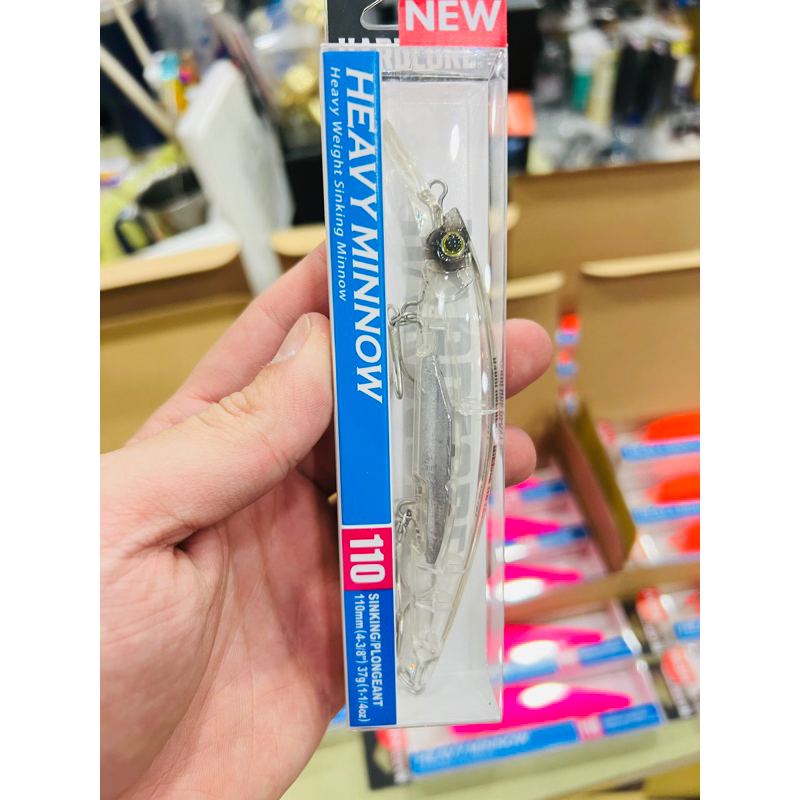 NEW
HARDCORE
HEAVY MINNOW
Heavy Weight Sinking Minnow
110
SINKING/PLONGEANT
110mm(4-3/8") 37g(1-1/4oz)
HEAVY MINNOW